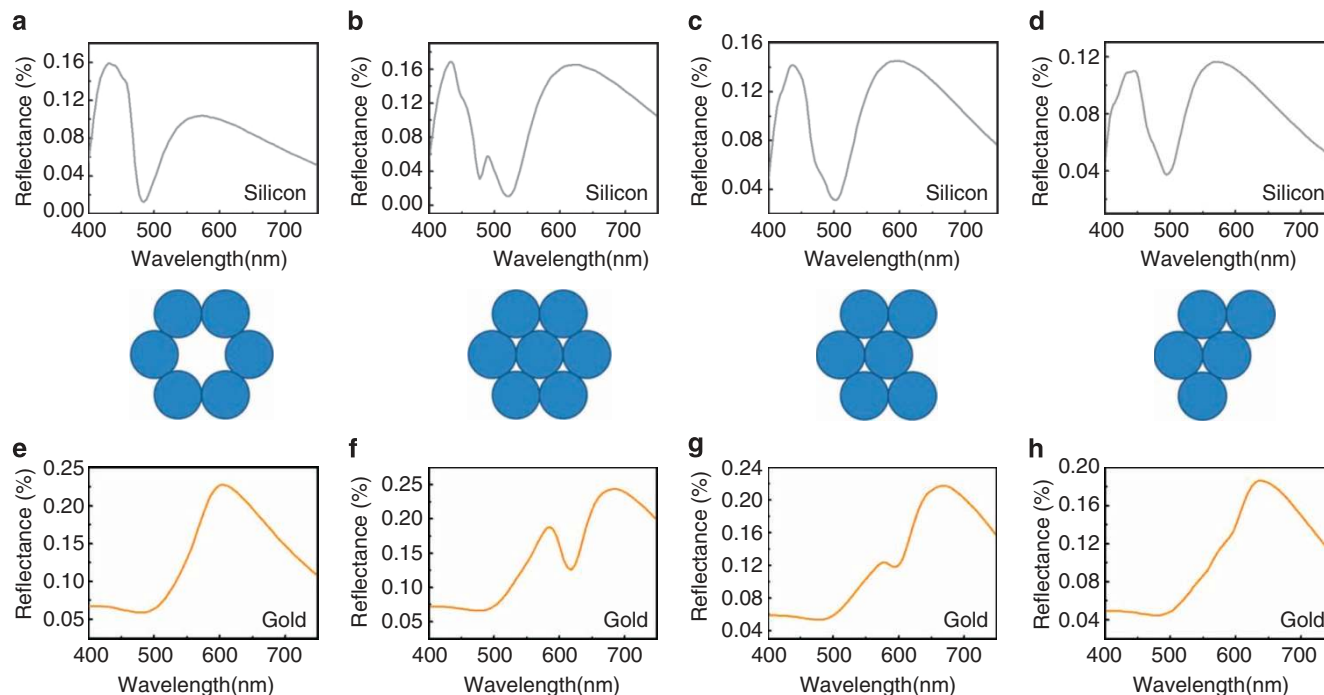 a
Reflectance (%)
0.16
0.12
0.08
0.04
0.00
Silicon
400 500 600 700
Wavelength(nm)
b
Reflectance (%)
0.16
0.12
0.08
0.04
0.00
Silicon
400 500 600 700
Wavelength(nm)
c
Reflectance (%)
0.16
0.12
0.08
0.04
Silicon
400 500 600 700
Wavelength(nm)
d
Reflectance (%)
0.12
0.08
0.04
Silicon
400 500 600 700
Wavelength(nm)
e
Reflectance (%)
0.25
0.20
0.15
0.10
0.05
Gold
400 500 600 700
Wavelength(nm)
f
Reflectance (%)
0.25
0.20
0.15
0.10
0.05
Gold
400 500 600 700
Wavelength(nm)
g
Reflectance (%)
0.24
0.20
0.16
0.12
0.08
0.04
Gold
400 500 600 700
Wavelength(nm)
h
Reflectance (%)
0.20
0.16
0.12
0.08
0.04
Gold
400 500 600 700
Wavelength(nm)